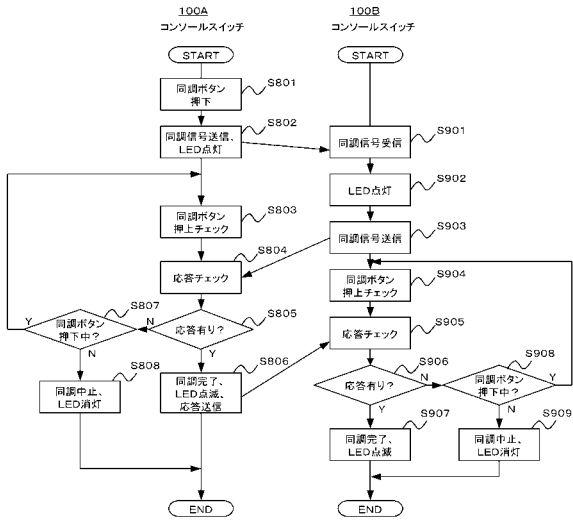 100A
コンソールスイッチ
START
同調ボタン
押下
S801
同調信号送信、
LED点灯
S802
同調ボタン
押上チェック
S803
応答チェック
S804
応答有り?
S805
N
Y
同調ボタン
押下中?
S807
Y
N
同調完了、
LED点滅、
応答送信
S806
同調中止、
LED消灯
S808
END
100B
コンソールスイッチ
START
同調信号受信
S901
LED点灯
S902
同調信号送信
S903
同調ボタン
押上チェック
S904
応答チェック
S905
応答有り?
S906
N
Y
同調ボタン
押下中?
S908
Y
N
同調完了、
LED点滅
S907
同調中止、
LED消灯
S909
END